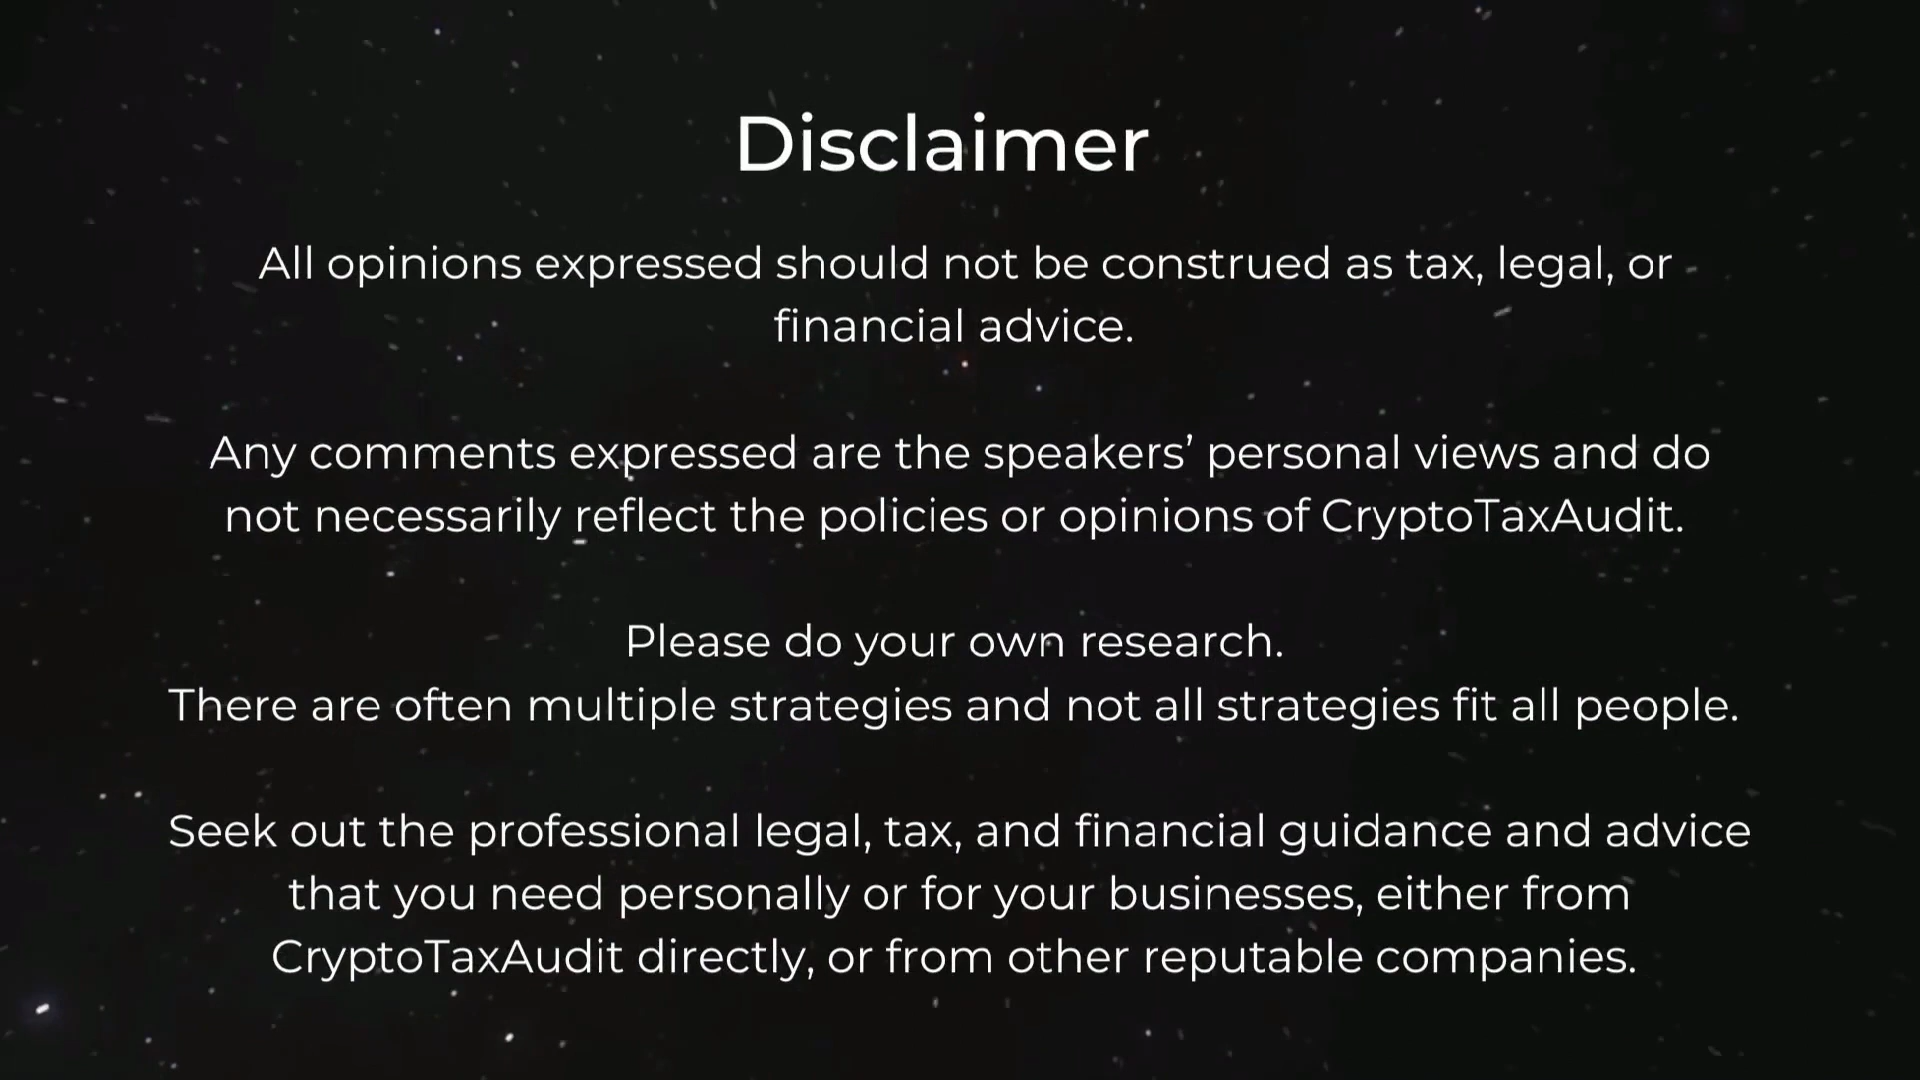 Disclaimer
All opinions expressed should not be construed as tax, legal, or
financial advice.
Any comments expressed are the speakers’ personal views and do
not necessarily reflect the policies or opinions of CryptoTaxAudit.
Please do your own research.
There are often multiple strategies and not all strategies fit all people.
Seek out the professional legal, tax, and financial guidance and advice
that you need personally or for your businesses, either from
CryptoTaxAudit directly, or from other reputable companies.